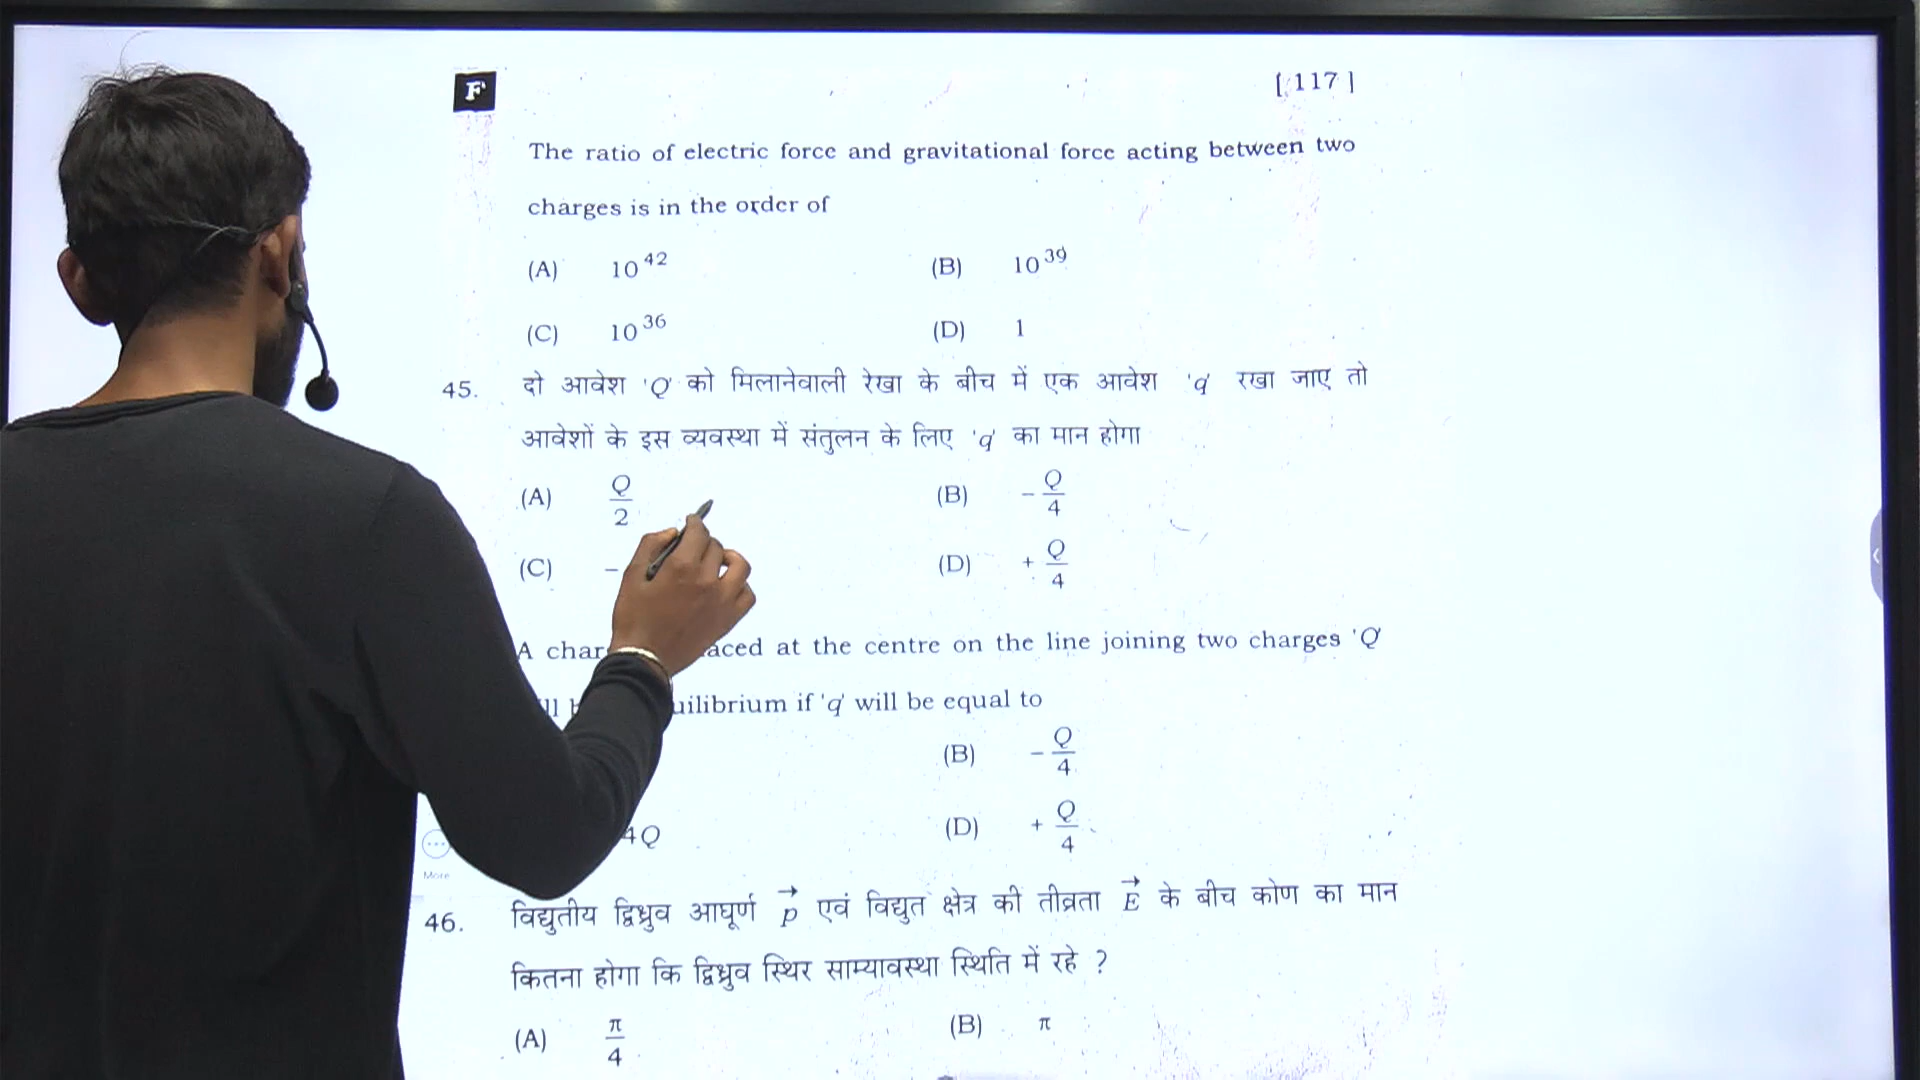 F
[ 117 ]
The ratio of electric force and gravitational force acting between two
charges is in the order of
(A) 10^42 (B) 10^39
(C) 10^36 (D) 1
45. दो आवेश 'Q' को मिलानेवाली रेखा के बीच में एक आवेश 'q' रखा जाए तो
आवेशों के इस व्यवस्था में संतुलन के लिए 'q' का मान होगा
(A) Q/2 (B) – Q/4
(C) – (D) + Q/4
A at the centre on the line joining two charges 'Q'
if 'q' will be equal to
(B) – Q/4
4Q (D) + Q/4
More
46. विद्युतीय द्विध्रुव आघूर्ण p⃗ एवं विद्युत क्षेत्र की तीव्रता E⃗ के बीच कोण का मान
कितना होगा कि द्विध्रुव स्थिर साम्यावस्था स्थिति में रहे ?
(A) π/4 (B) π